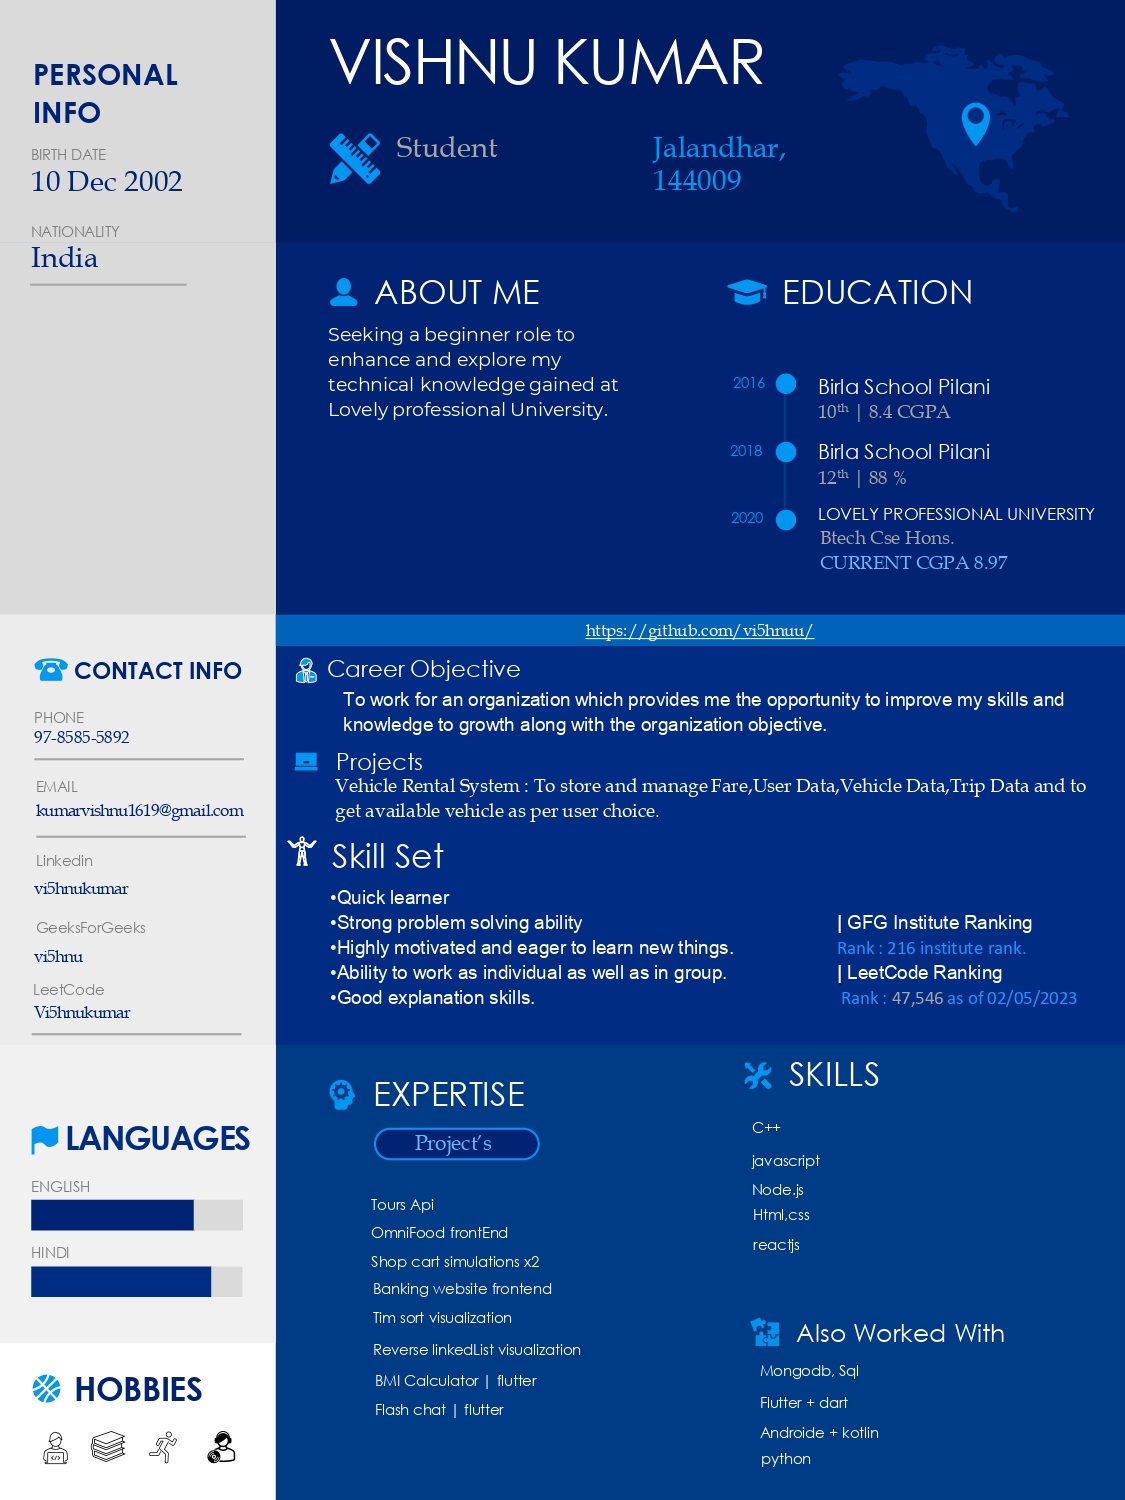 PERSONAL
INFO
BIRTH DATE
10 Dec 2002
NATIONALITY
India
VISHNU KUMAR
Student
Jalandhar,
144009
ABOUT ME
Seeking a beginner role to
enhance and explore my
technical knowledge gained at
Lovely professional University.
EDUCATION
2016 Birla School Pilani
10th | 8.4 CGPA
2018 Birla School Pilani
12th | 88 %
2020 LOVELY PROFESSIONAL UNIVERSITY
Btech Cse Hons.
CURRENT CGPA 8.97
https://github.com/vi5hnuu/
CONTACT INFO
PHONE
97-8585-5892
EMAIL
kumarvishnu1619@gmail.com
Linkedin
vi5hnukumar
GeeksForGeeks
vi5hnu
LeetCode
Vi5hnukumar
Career Objective
To work for an organization which provides me the opportunity to improve my skills and
knowledge to growth along with the organization objective.
Projects
Vehicle Rental System : To store and manage Fare,User Data,Vehicle Data,Trip Data and to
get available vehicle as per user choice.
Skill Set
•Quick learner
•Strong problem solving ability
•Highly motivated and eager to learn new things.
•Ability to work as individual as well as in group.
•Good explanation skills.
| GFG Institute Ranking
Rank : 216 institute rank.
| LeetCode Ranking
Rank : 47,546 as of 02/05/2023
LANGUAGES
ENGLISH
HINDI
HOBBIES
EXPERTISE
Project's
Tours Api
OmniFood frontEnd
Shop cart simulations x2
Banking website frontend
Tim sort visualization
Reverse linkedList visualization
BMI Calculator | flutter
Flash chat | flutter
SKILLS
C++
javascript
Node.js
Html,css
reactjs
Also Worked With
Mongodb, Sql
Flutter + dart
Androide + kotlin
python